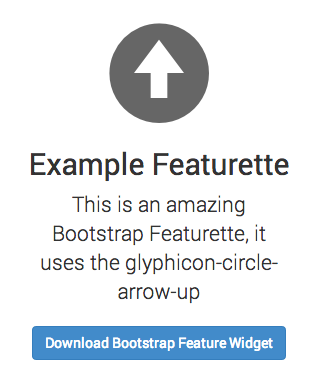 Example Featurette
This is an amazing
Bootstrap Featurette, it
uses the glyphicon-circle-
arrow-up
Download Bootstrap Feature Widget